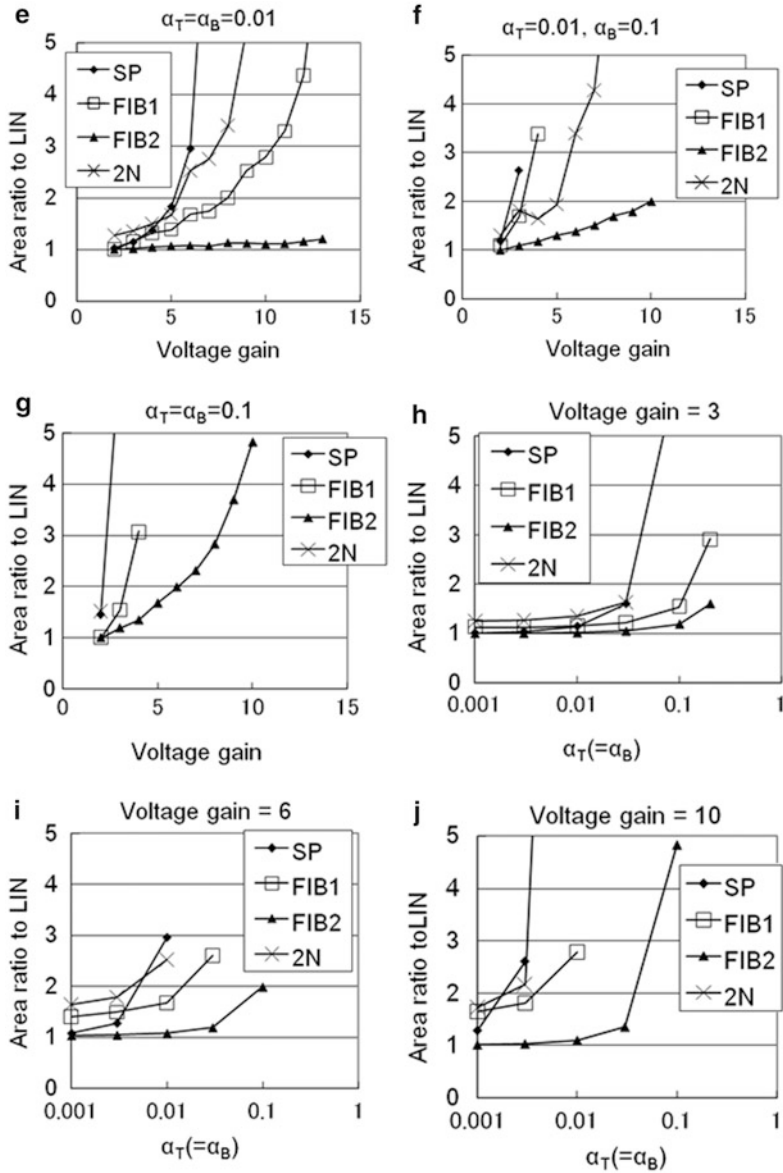 e
αT=αB=0.01
Area ratio to LIN
5
4
3
2
1
0
SP
FIB1
FIB2
2N
0 5 10 15
Voltage gain
f
αT=0.01, αB=0.1
Area ratio to LIN
5
4
3
2
1
0
SP
FIB1
FIB2
2N
0 5 10 15
Voltage gain
g
αT=αB=0.1
Area ratio to LIN
5
4
3
2
1
0
SP
FIB1
FIB2
2N
0 5 10 15
Voltage gain
h
Voltage gain = 3
Area ratio to LIN
5
4
3
2
1
0
SP
FIB1
FIB2
2N
0.001 0.01 0.1 1
αT(=αB)
i
Voltage gain = 6
Area ratio to LIN
5
4
3
2
1
0
SP
FIB1
FIB2
2N
0.001 0.01 0.1 1
αT(=αB)
j
Voltage gain = 10
Area ratio toLIN
5
4
3
2
1
0
SP
FIB1
FIB2
2N
0.001 0.01 0.1 1
αT(=αB)